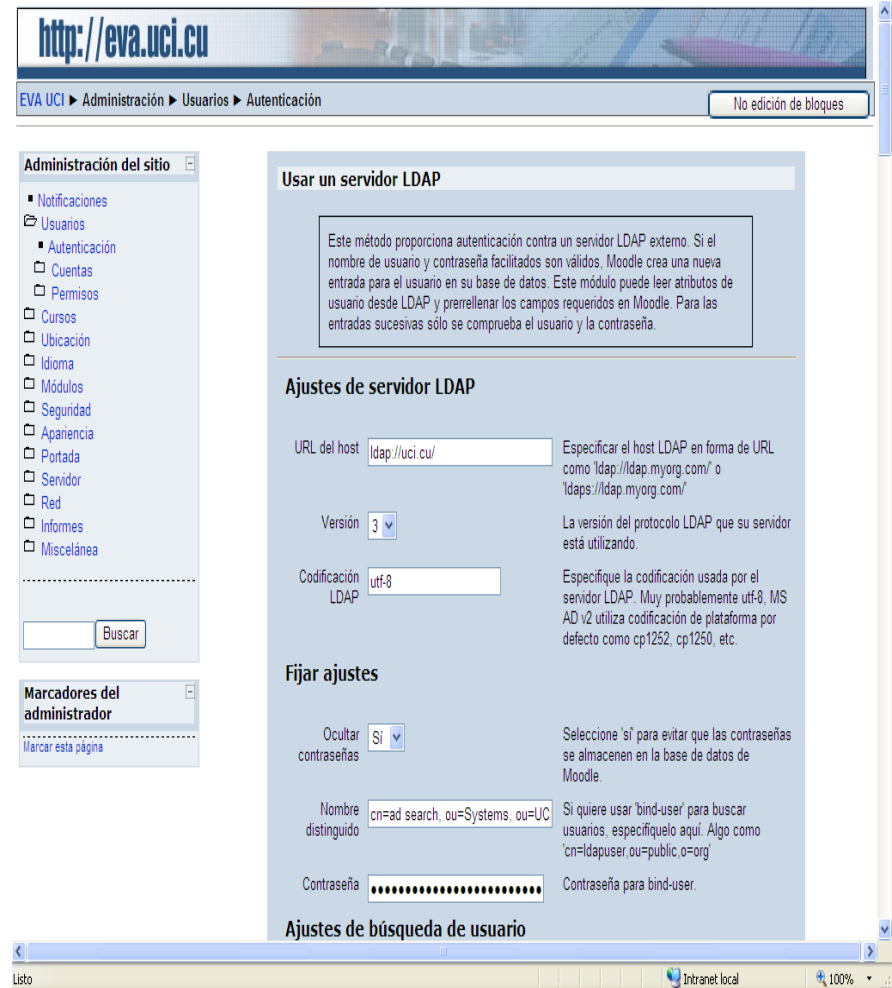 http://eva.uci.cu
EVA UCI ► Administración ► Usuarios ► Autenticación
No edición de bloques
Administración del sitio
Notificaciones
Usuarios
Autenticación
Cuentas
Permisos
Cursos
Ubicación
Idioma
Módulos
Seguridad
Apariencia
Portada
Servidor
Red
Informes
Miscelánea
Buscar
Marcadores del
administrador
Marcar esta página
Usar un servidor LDAP
Este método proporciona autenticación contra un servidor LDAP externo. Si el
nombre de usuario y contraseña facilitados son válidos, Moodle crea una nueva
entrada para el usuario en su base de datos. Este módulo puede leer atributos de
usuario desde LDAP y prerrellenar los campos requeridos en Moodle. Para las
entradas sucesivas sólo se comprueba el usuario y la contraseña.
Ajustes de servidor LDAP
URL del host
ldap://uci.cu/
Especificar el host LDAP en forma de URL
como 'ldap://ldap.myorg.com/' o
'ldaps://ldap.myorg.com/'
Versión
3
La versión del protocolo LDAP que su servidor
está utilizando.
Codificación
LDAP
utf-8
Especifique la codificación usada por el
servidor LDAP. Muy probablemente utf-8, MS
AD v2 utiliza codificación de plataforma por
defecto como cp1252, cp1250, etc.
Fijar ajustes
Ocultar
contraseñas
Sí
Seleccione 'sí' para evitar que las contraseñas
se almacenen en la base de datos de
Moodle.
Nombre
distinguido
cn=ad search, ou=Systems, ou=UC
Si quiere usar 'bind-user' para buscar
usuarios, especifíquelo aquí. Algo como
'cn=ldapuser,ou=public,o=org'
Contraseña
●●●●●●●●●●●●●●●●●●●●●●●●●
Contraseña para bind-user.
Ajustes de búsqueda de usuario
Listo
Intranet local
100%